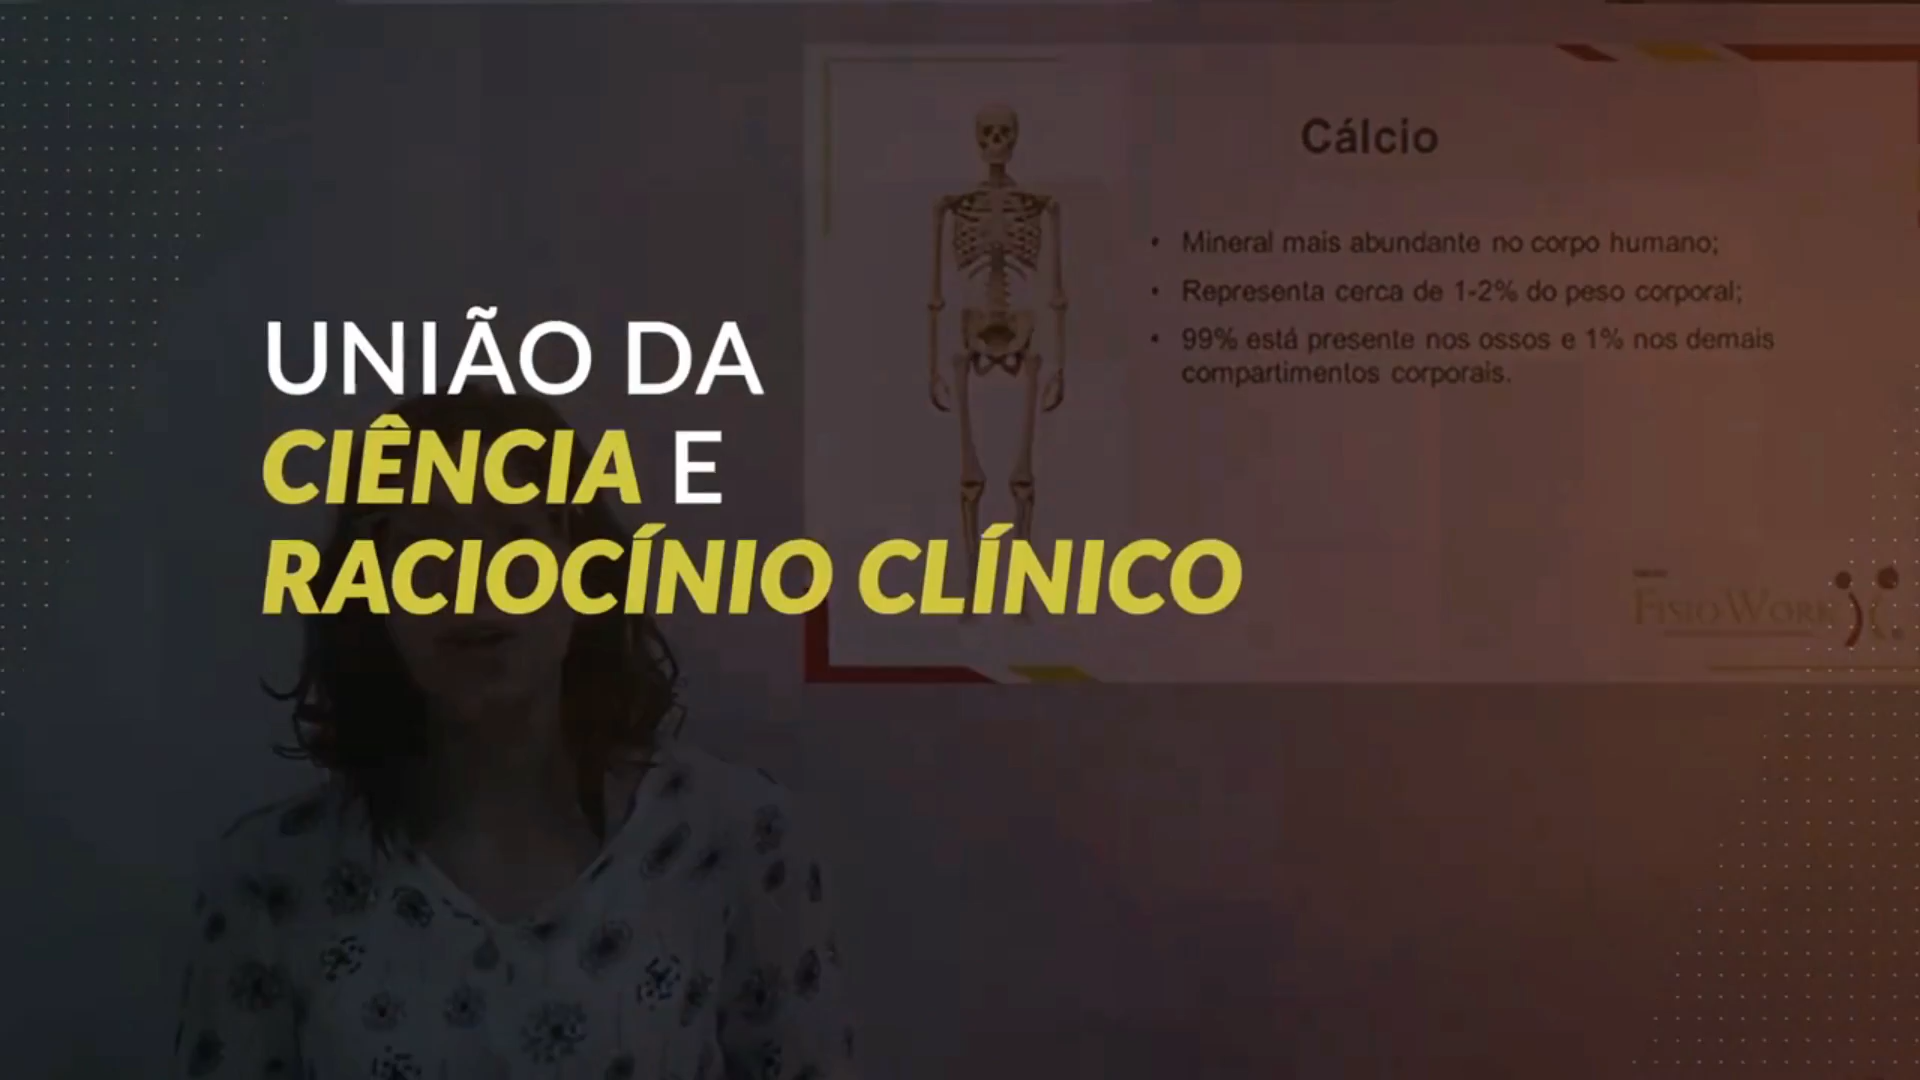 UNIÃO DA
CIÊNCIA E
RACIOCÍNIO CLÍNICO
Cálcio
• Mineral mais abundante no corpo humano;
• Representa cerca de 1-2% do peso corporal;
• 99% está presente nos ossos e 1% nos demais
compartimentos corporais.
FISIOWORK